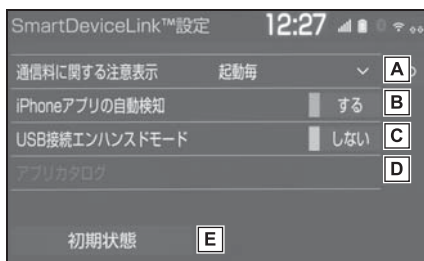 SmartDeviceLink™設定 12:27
通信料に関する注意表示 起動毎 A
iPhoneアプリの自動検知 する B
USB接続エンハンスドモード しない C
アプリカタログ D
初期状態 E